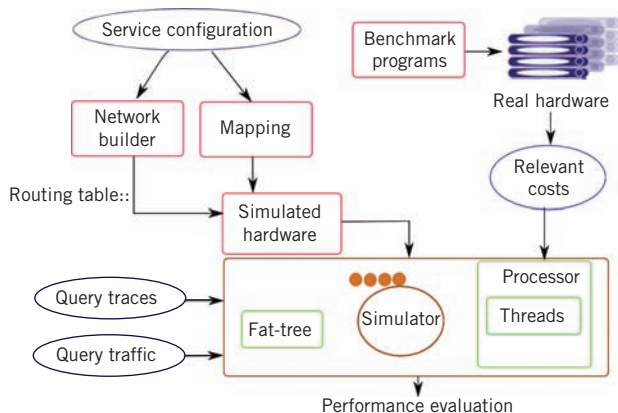 Service configuration
Benchmark
programs
Real hardware
Network
builder
Mapping
Relevant
costs
Routing table::
Simulated
hardware
Query traces
Query traffic
Fat-tree
Simulator
Processor
Threads
Performance evaluation